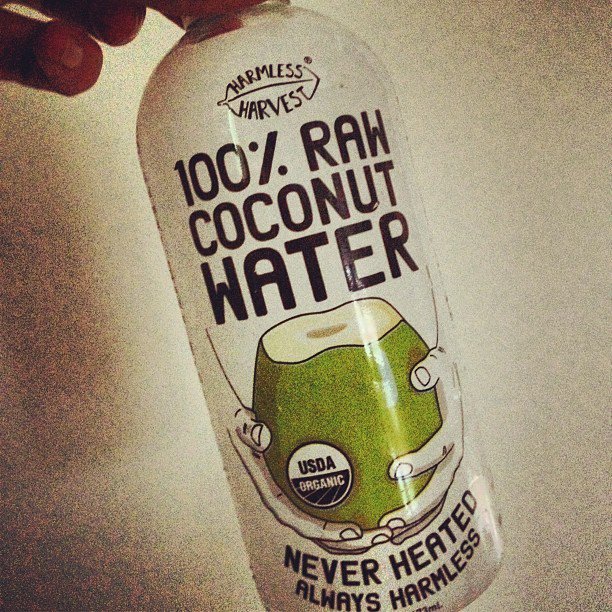 HARMLESS®
HARVEST
100% RAW
COCONUT
WATER
USDA
ORGANIC
NEVER HEATED
ALWAYS HARMLESS